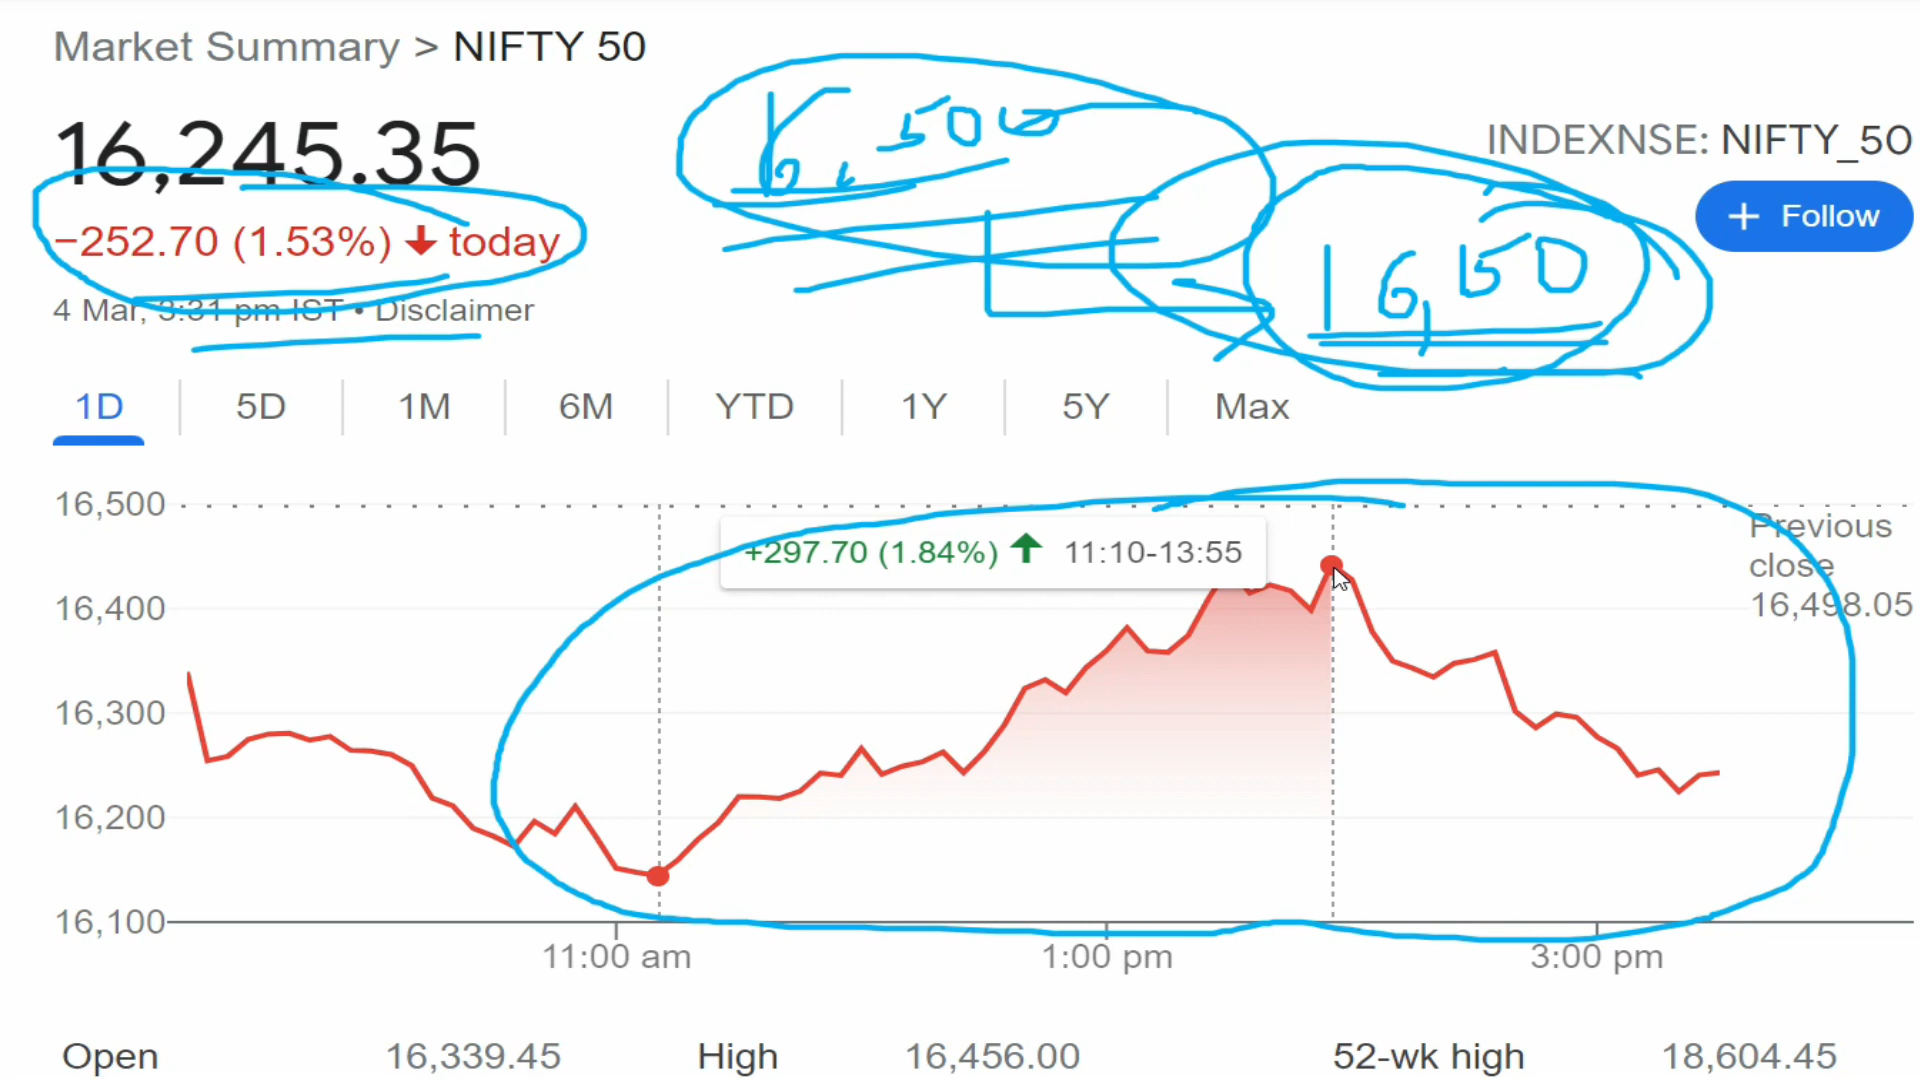 Market Summary > NIFTY 50
16,245.35
−252.70 (1.53%) ↓ today
4 Mar, 3:31 pm IST • Disclaimer
16,500
16,150
INDEXNSE: NIFTY_50
+ Follow
1D 5D 1M 6M YTD 1Y 5Y Max
16,500
16,400
16,300
16,200
16,100
+297.70 (1.84%) ↑ 11:10-13:55
Previous
close
16,498.05
11:00 am 1:00 pm 3:00 pm
Open 16,339.45 High 16,456.00 52-wk high 18,604.45